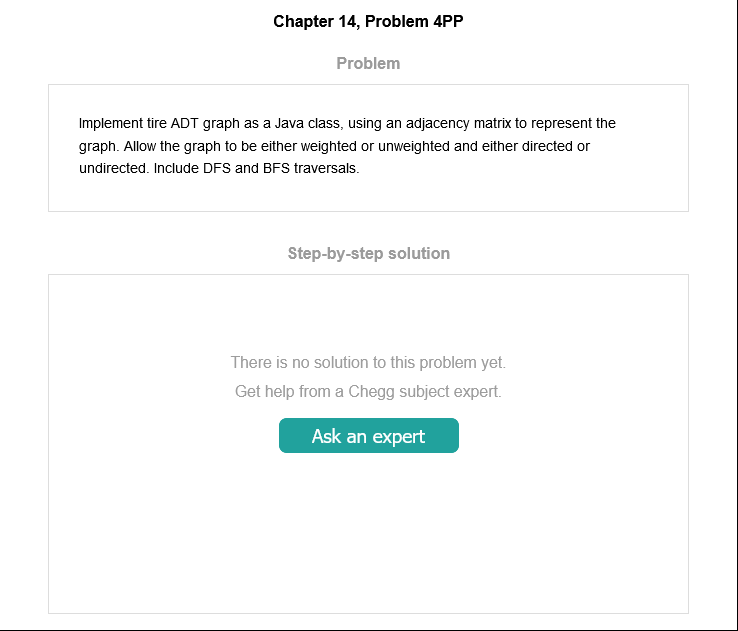 Chapter 14, Problem 4PP
Problem
Implement tire ADT graph as a Java class, using an adjacency matrix to represent the
graph. Allow the graph to be either weighted or unweighted and either directed or
undirected. Include DFS and BFS traversals.
Step-by-step solution
There is no solution to this problem yet.
Get help from a Chegg subject expert.
Ask an expert